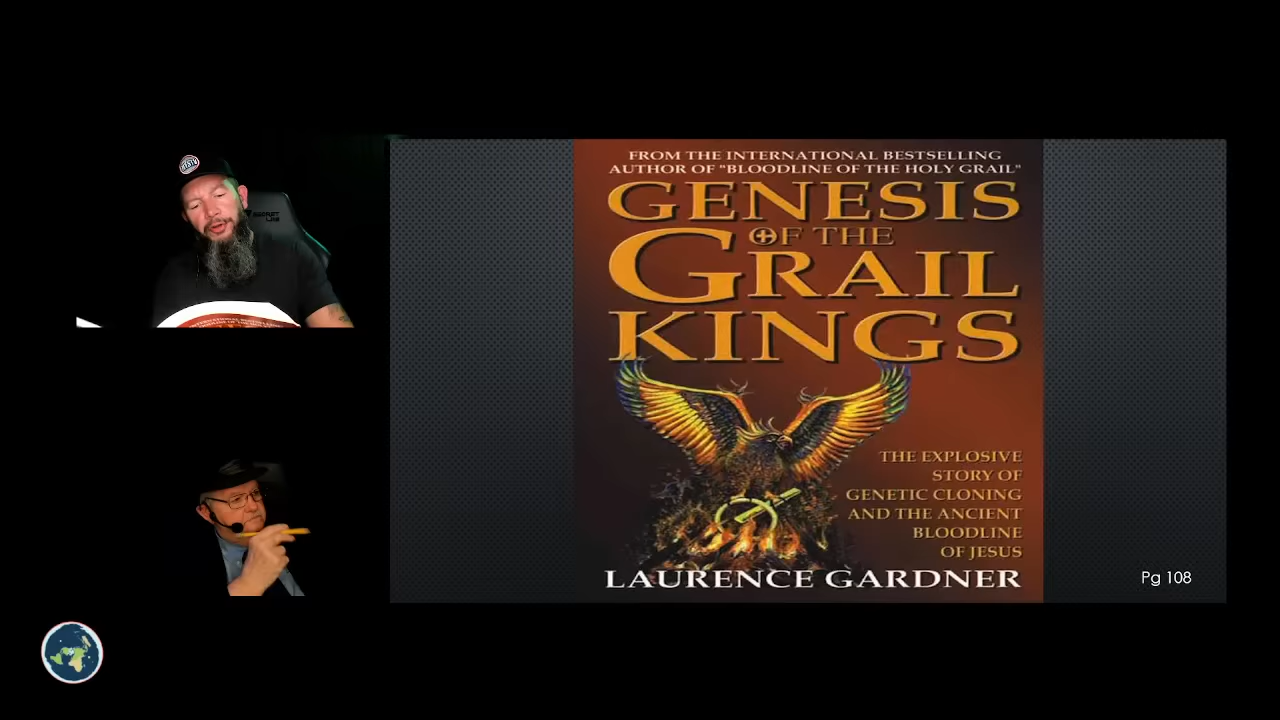 FROM THE INTERNATIONAL BESTSELLING
AUTHOR OF "BLOODLINE OF THE HOLY GRAIL"
GENESIS
OF THE
GRAIL
KINGS
THE EXPLOSIVE
STORY OF
GENETIC CLONING
AND THE ANCIENT
BLOODLINE
OF JESUS
LAURENCE GARDNER
Pg 108